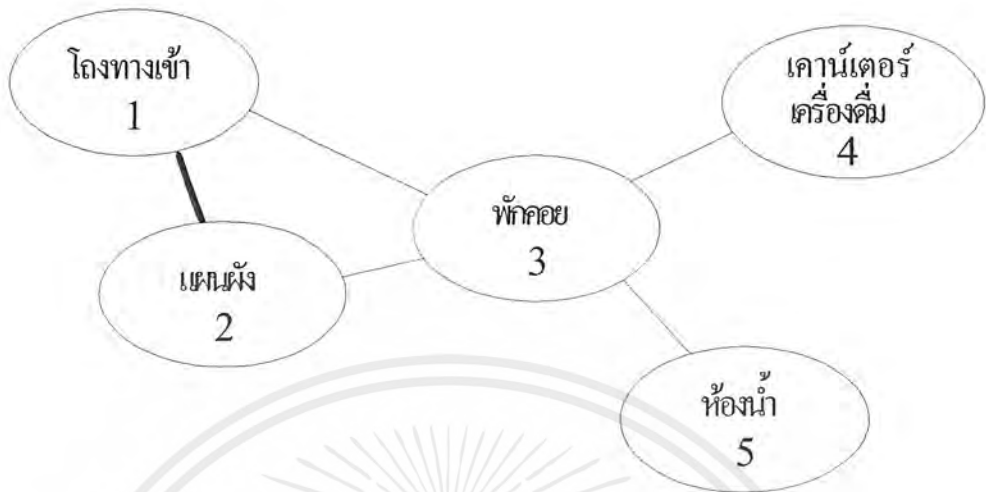 โถงทางเข้า
1
แผนผัง
2
พักคอย
3
เคาน์เตอร์
เครื่องดื่ม
4
ห้องน้ำ
5